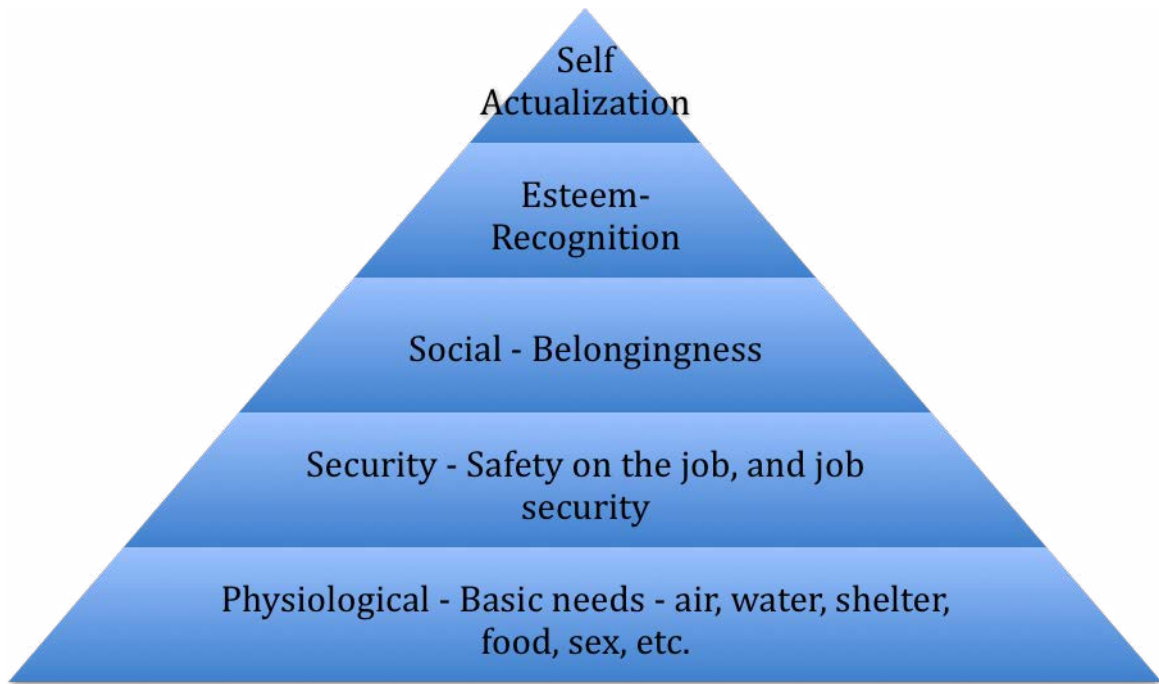 Self
Actualization
Esteem-
Recognition
Social - Belongingness
Security - Safety on the job, and job
security
Physiological - Basic needs - air, water, shelter,
food, sex, etc.